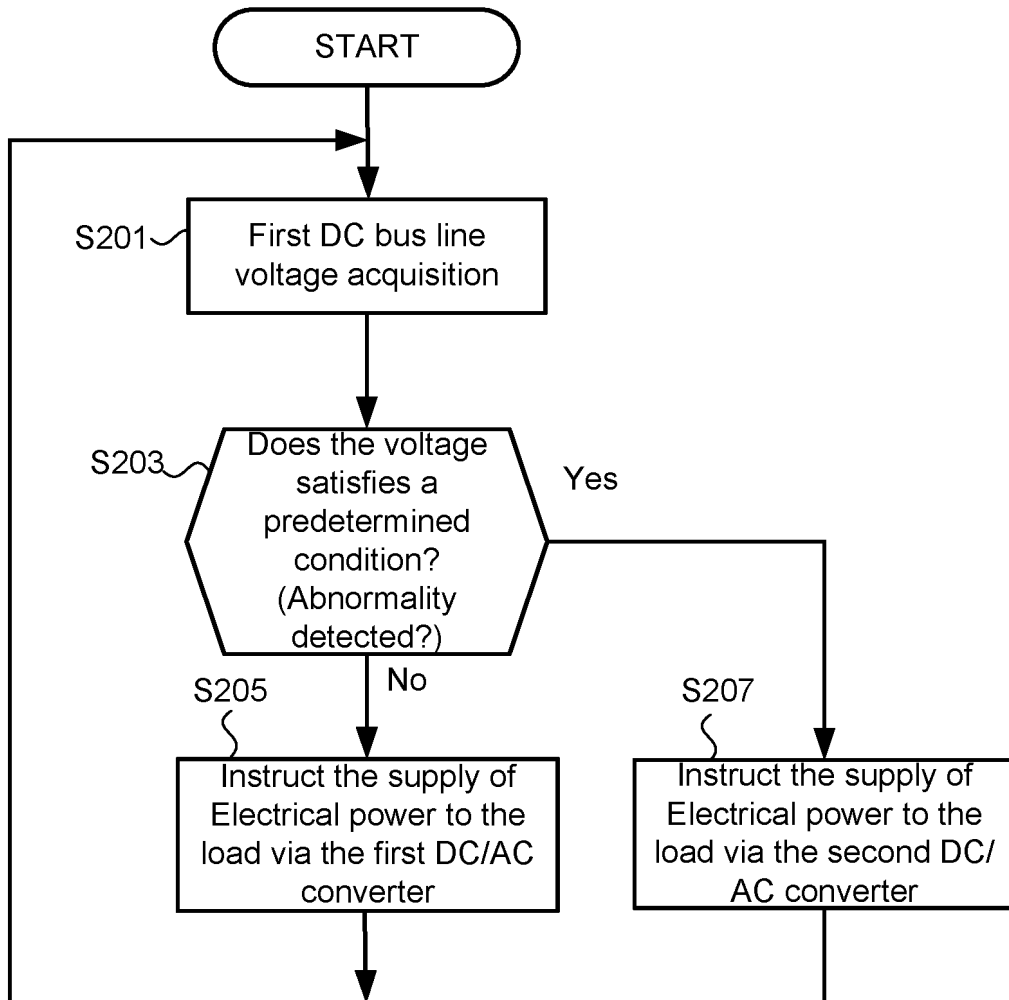 START
S201
First DC bus line
voltage acquisition
S203
Does the voltage
satisfies a
predetermined
condition?
(Abnormality
detected?)
Yes
No
S205
Instruct the supply of
Electrical power to the
load via the first DC/AC
converter
S207
Instruct the supply of
Electrical power to the
load via the second DC/
AC converter